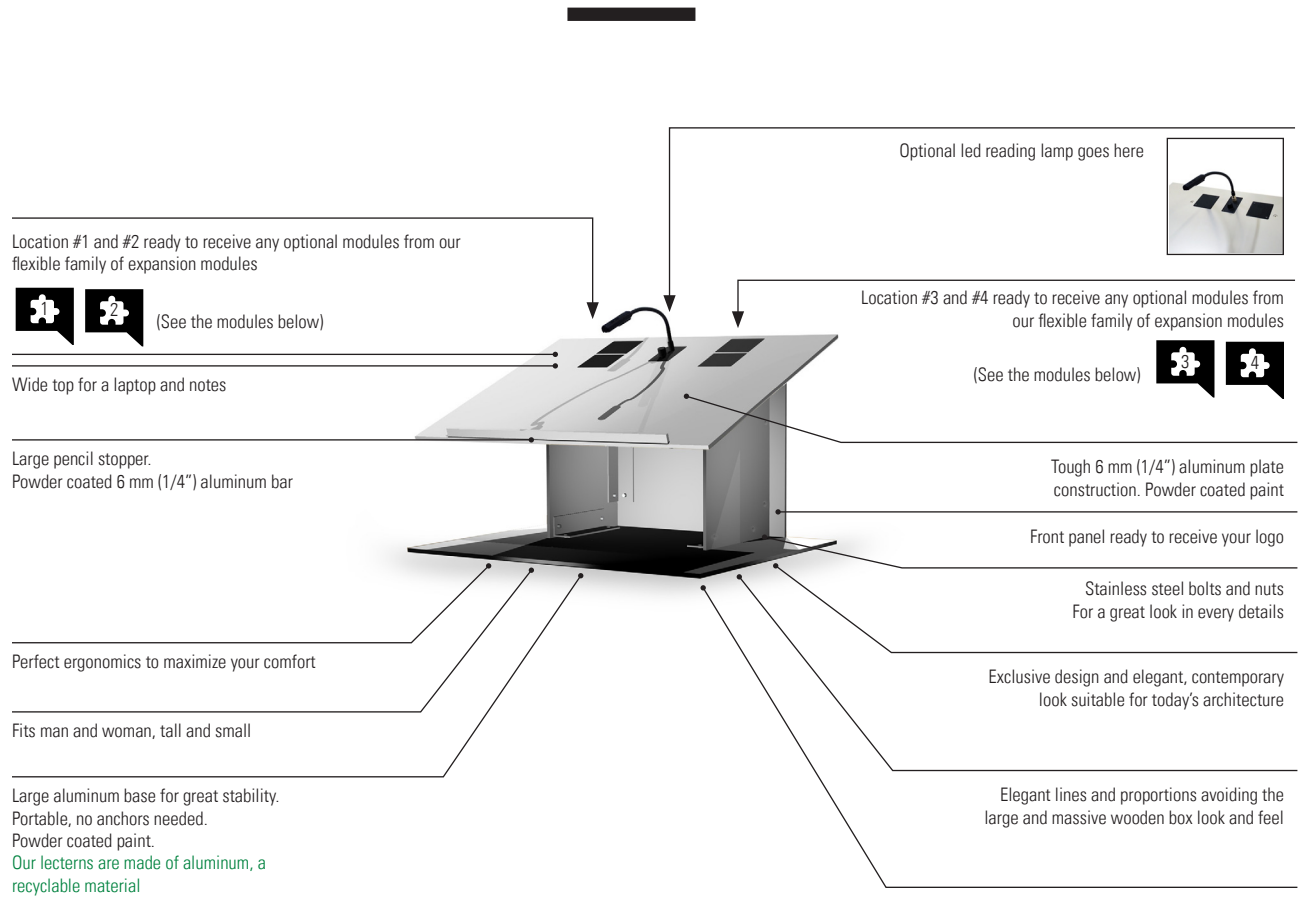 Optional led reading lamp goes here
Location #1 and #2 ready to receive any optional modules from our
flexible family of expansion modules
1
2
(See the modules below)
Location #3 and #4 ready to receive any optional modules from
our flexible family of expansion modules
(See the modules below)
3
4
Wide top for a laptop and notes
Large pencil stopper.
Powder coated 6 mm (1/4") aluminum bar
Tough 6 mm (1/4") aluminum plate
construction. Powder coated paint
Front panel ready to receive your logo
Stainless steel bolts and nuts
For a great look in every details
Perfect ergonomics to maximize your comfort
Exclusive design and elegant, contemporary
look suitable for today's architecture
Fits man and woman, tall and small
Large aluminum base for great stability.
Portable, no anchors needed.
Powder coated paint.
Our lecterns are made of aluminum, a
recyclable material
Elegant lines and proportions avoiding the
large and massive wooden box look and feel